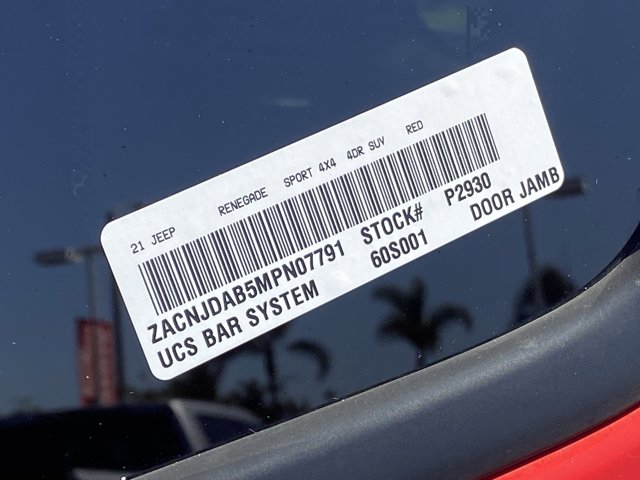 21 JEEP RENEGADE SPORT 4X4 4DR SUV RED
ZACNJDAB5MPN07791 STOCK# P2930
UCS BAR SYSTEM 60S001 DOOR JAMB